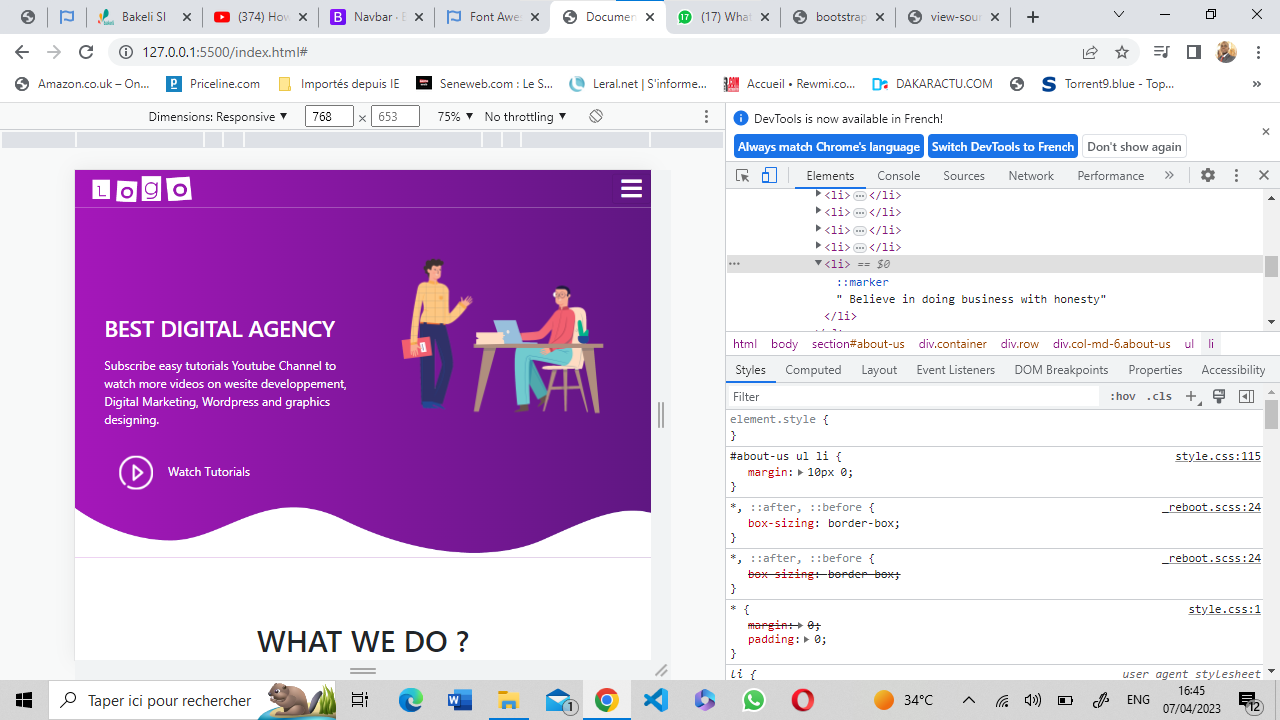 Bakeli SI
(374) How
Navbar · B
Font Awes
Documen
(17) What
bootstrap
view-sour
127.0.0.1:5500/index.html#
Amazon.co.uk – On...
Priceline.com
Importés depuis IE
Seneweb.com : Le S...
Leral.net | S'informe...
Accueil • Rewmi.co...
DAKARACTU.COM
Torrent9.blue - Top...
»
Dimensions: Responsive ▼ 768 × 653 75% ▼ No throttling ▼
DevTools is now available in French!
Always match Chrome's language
Switch DevTools to French
Don't show again
Elements Console Sources Network Performance »
<li> … </li>
<li> … </li>
<li> … </li>
<li> … </li>
<li> == $0
::marker
" Believe in doing business with honesty"
</li>
html body section#about-us div.container div.row div.col-md-6.about-us ul li
Styles Computed Layout Event Listeners DOM Breakpoints Properties Accessibility
Filter :hov .cls
element.style {
}
#about-us ul li { style.css:115
margin: 10px 0;
}
*, ::after, ::before { _reboot.scss:24
box-sizing: border-box;
}
*, ::after, ::before { _reboot.scss:24
box-sizing: border-box;
}
* { style.css:1
margin: 0;
padding: 0;
}
li { user agent stylesheet
Logo
BEST DIGITAL AGENCY
Subscribe easy tutorials Youtube Channel to
watch more videos on wesite developpement,
Digital Marketing, Wordpress and graphics
designing.
Watch Tutorials
WHAT WE DO ?
Taper ici pour rechercher
1
34°C
ENG
16:45
07/04/2023
12